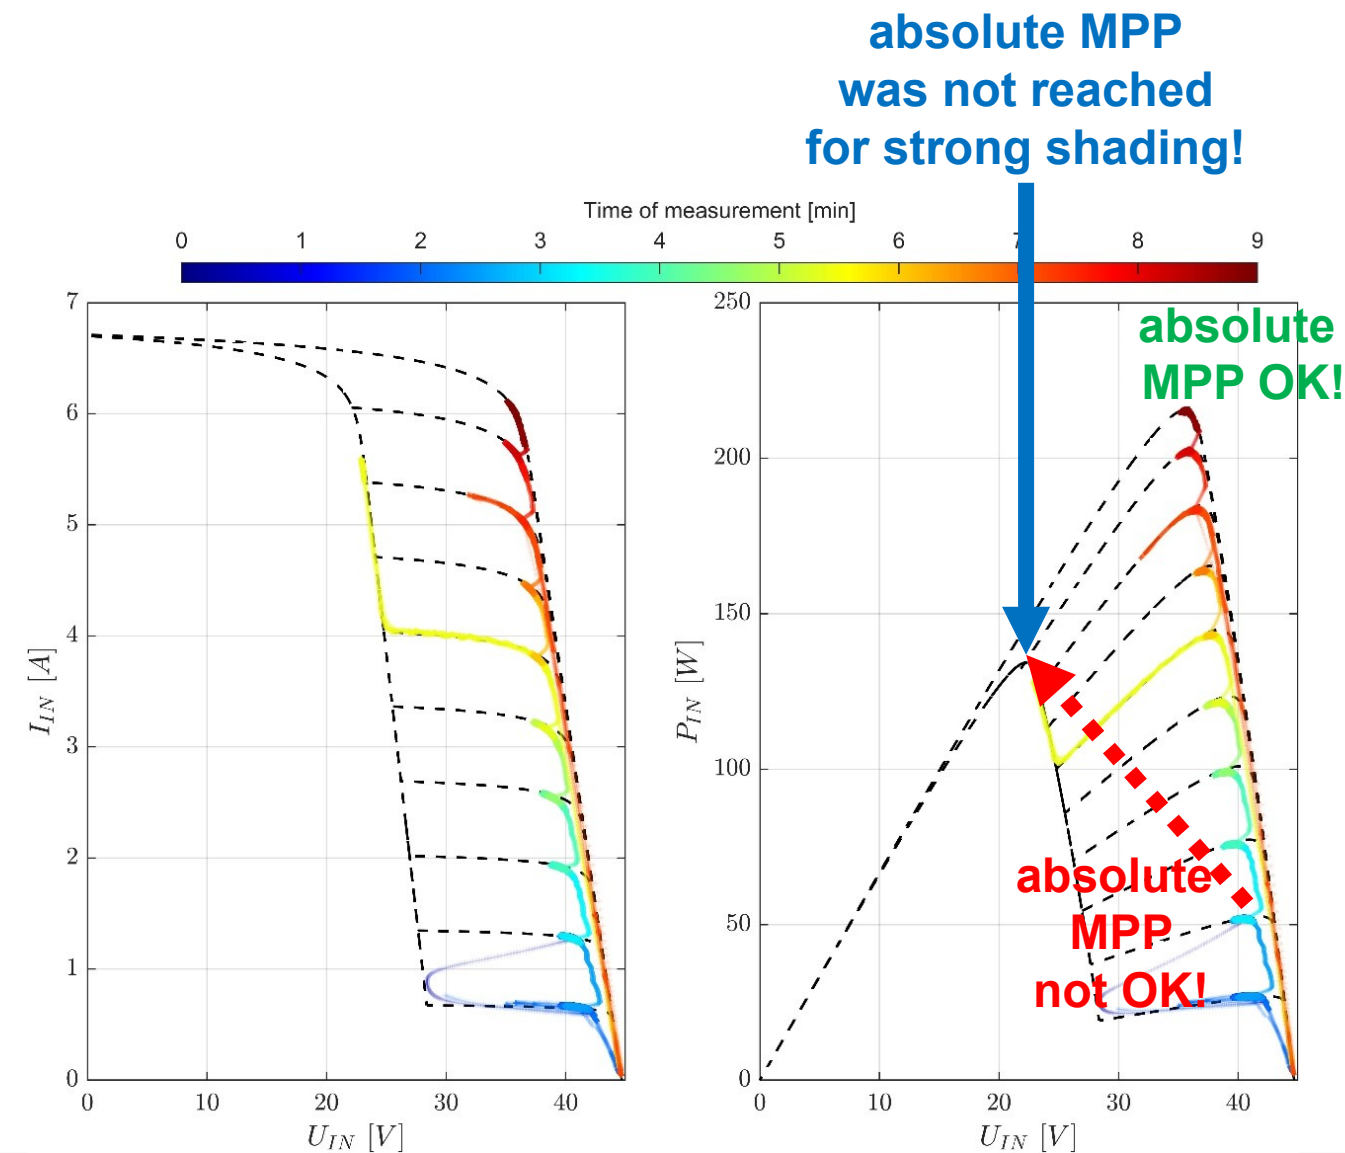 absolute MPP
was not reached
for strong shading!
Time of measurement [min]
0 1 2 3 4 5 6 7 8 9
absolute
MPP OK!
7
6
5
4
3
2
1
0
I_IN [A]
0 10 20 30 40
U_IN [V]
250
200
150
100
50
0
P_IN [W]
absolute
MPP
not OK!
0 10 20 30 40
U_IN [V]